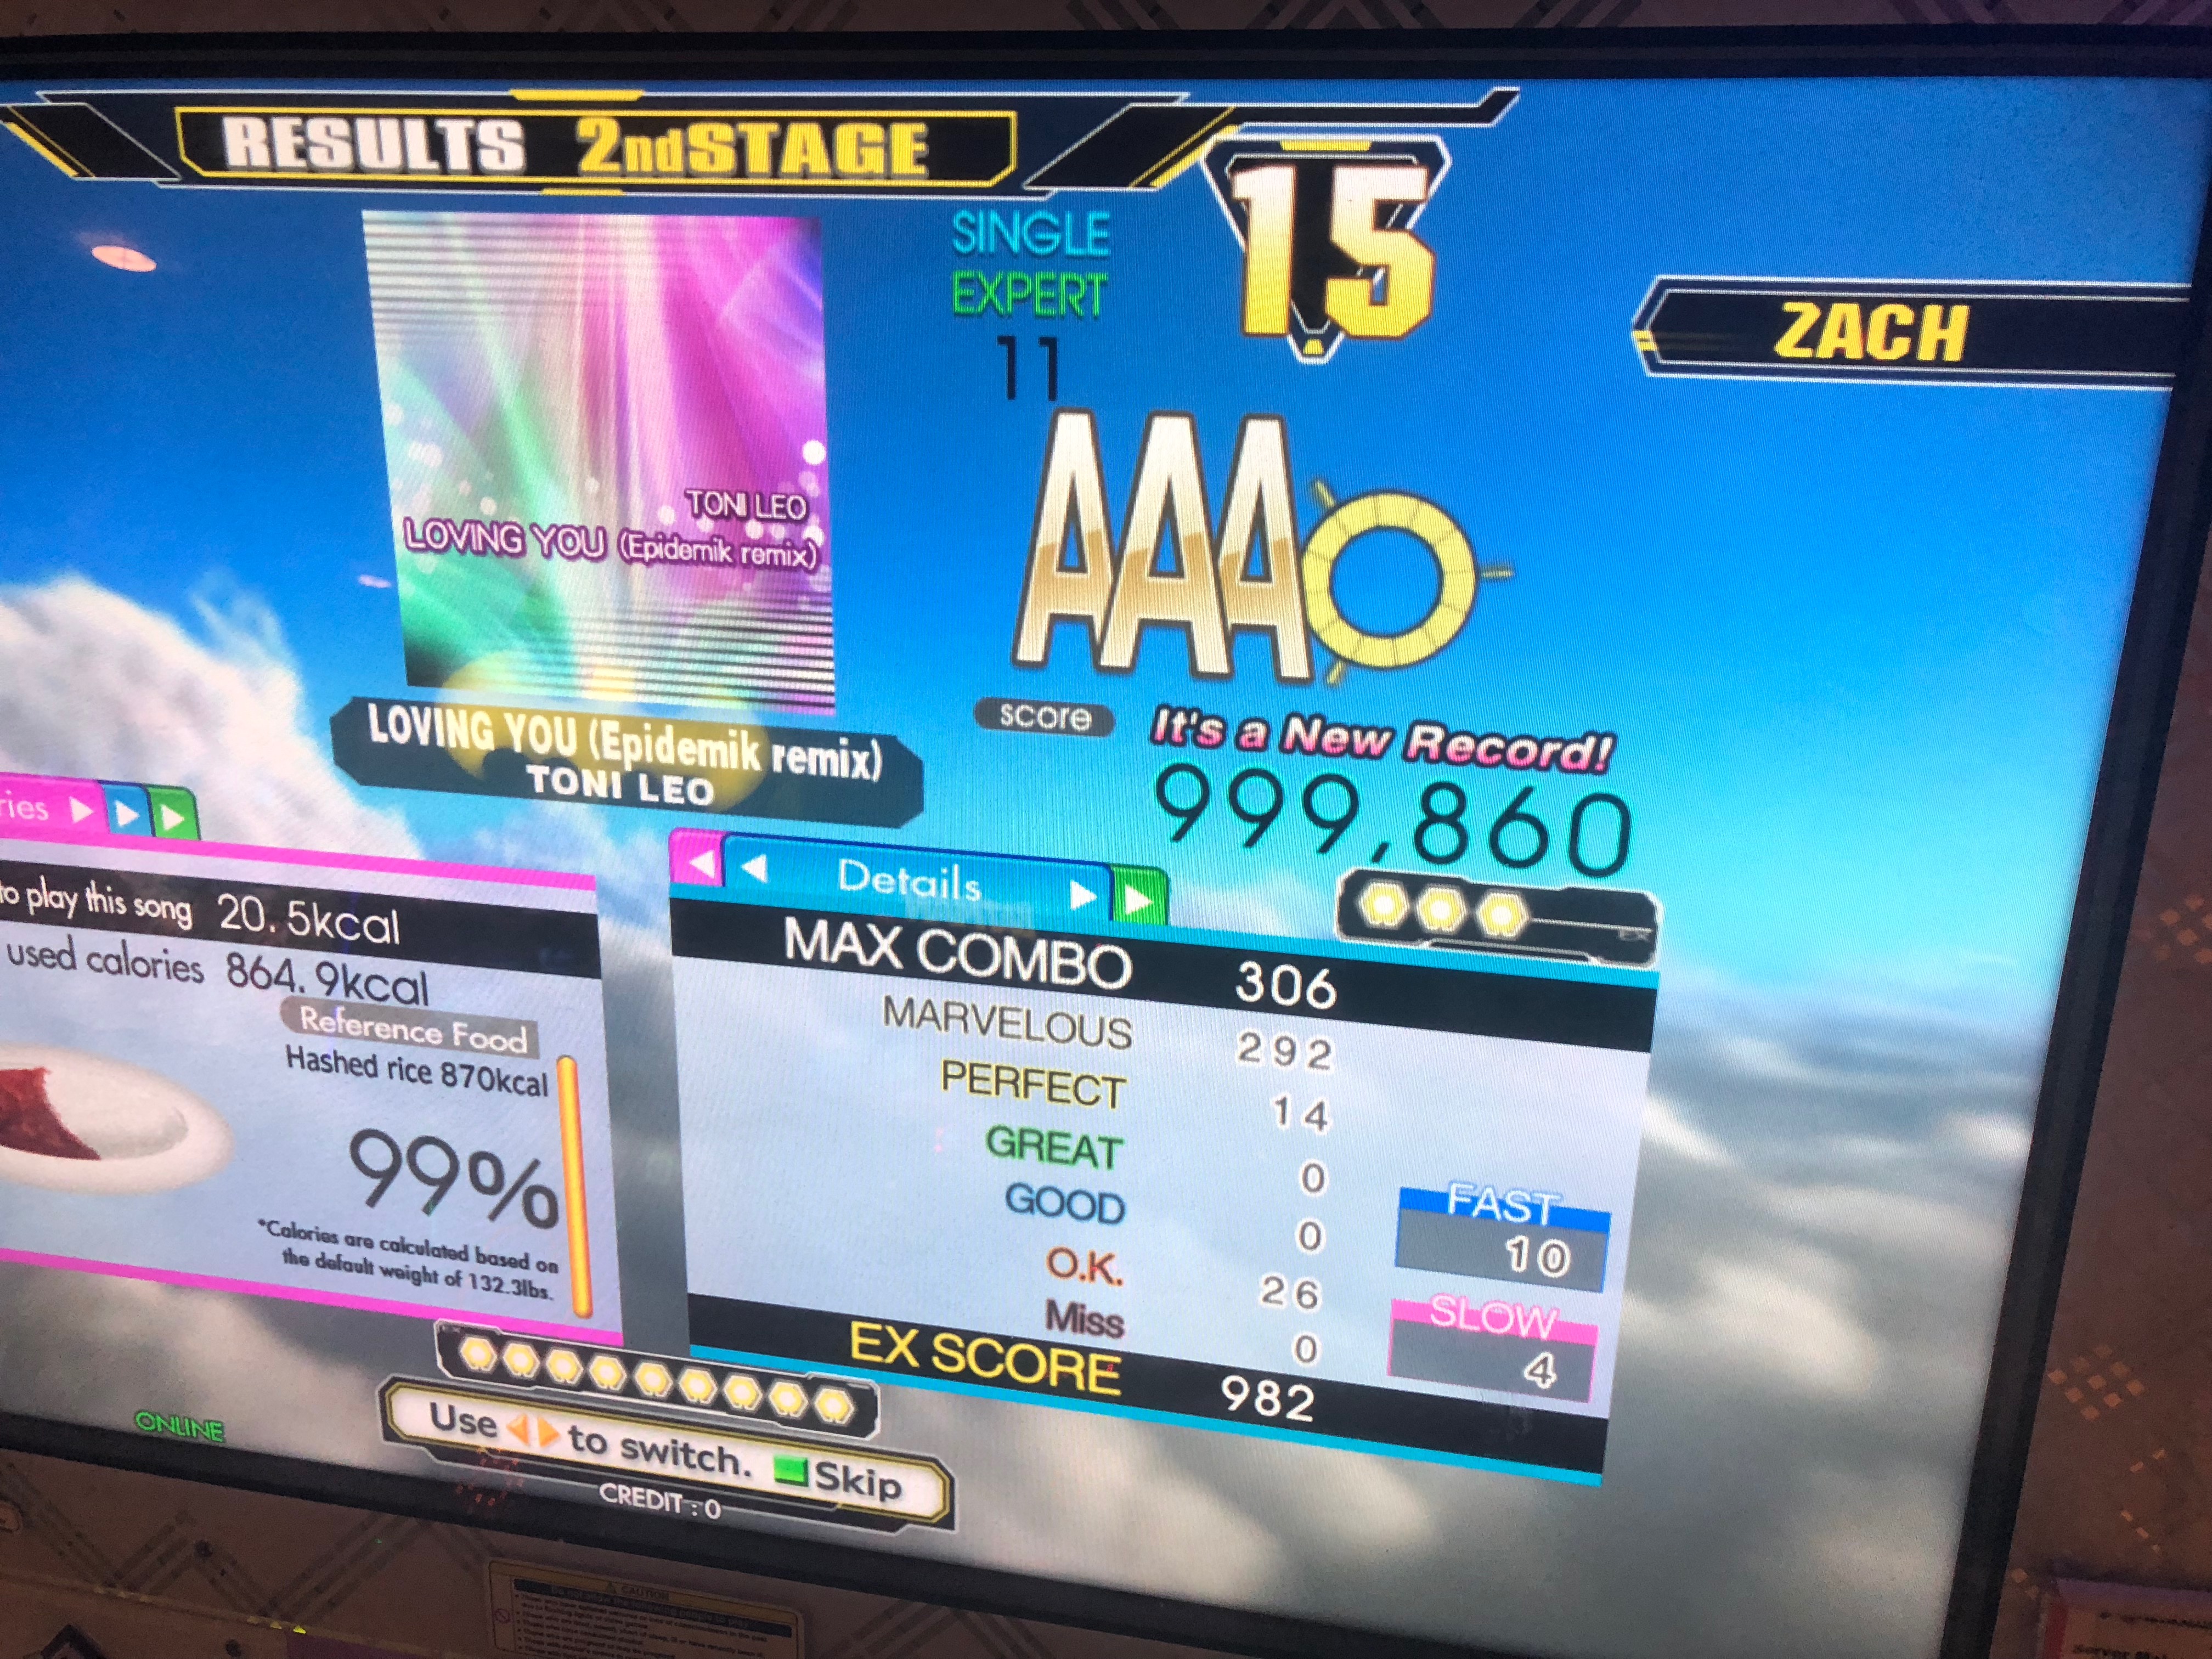 RESULTS 2ndSTAGE
15
SINGLE
EXPERT
11
ZACH
AAA
TONI LEO
LOVING YOU (Epidemik remix)
LOVING YOU (Epidemik remix)
TONI LEO
score
It's a New Record!
999,860
ries
to play this song 20.5kcal
used calories 864.9kcal
Reference Food
Hashed rice 870kcal
99%
*Calories are calculated based on
the default weight of 132.3lbs.
Details
EX
MAX COMBO 306
MARVELOUS 292
PERFECT 14
GREAT 0
GOOD 0
O.K. 26
Miss 0
EX SCORE 982
FAST
10
SLOW
4
EX
Use to switch. Skip
ONLINE
CREDIT : 0
CAUTION